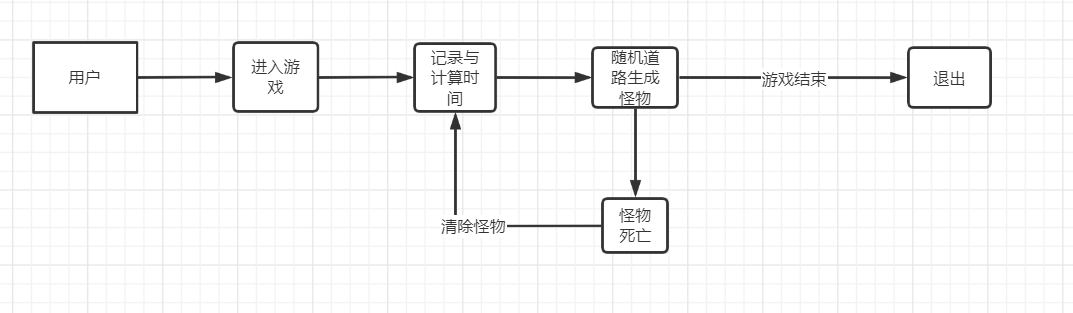 用户
进入游
戏
记录与
计算时
间
随机道
路生成
怪物
游戏结束
退出
清除怪物
怪物
死亡